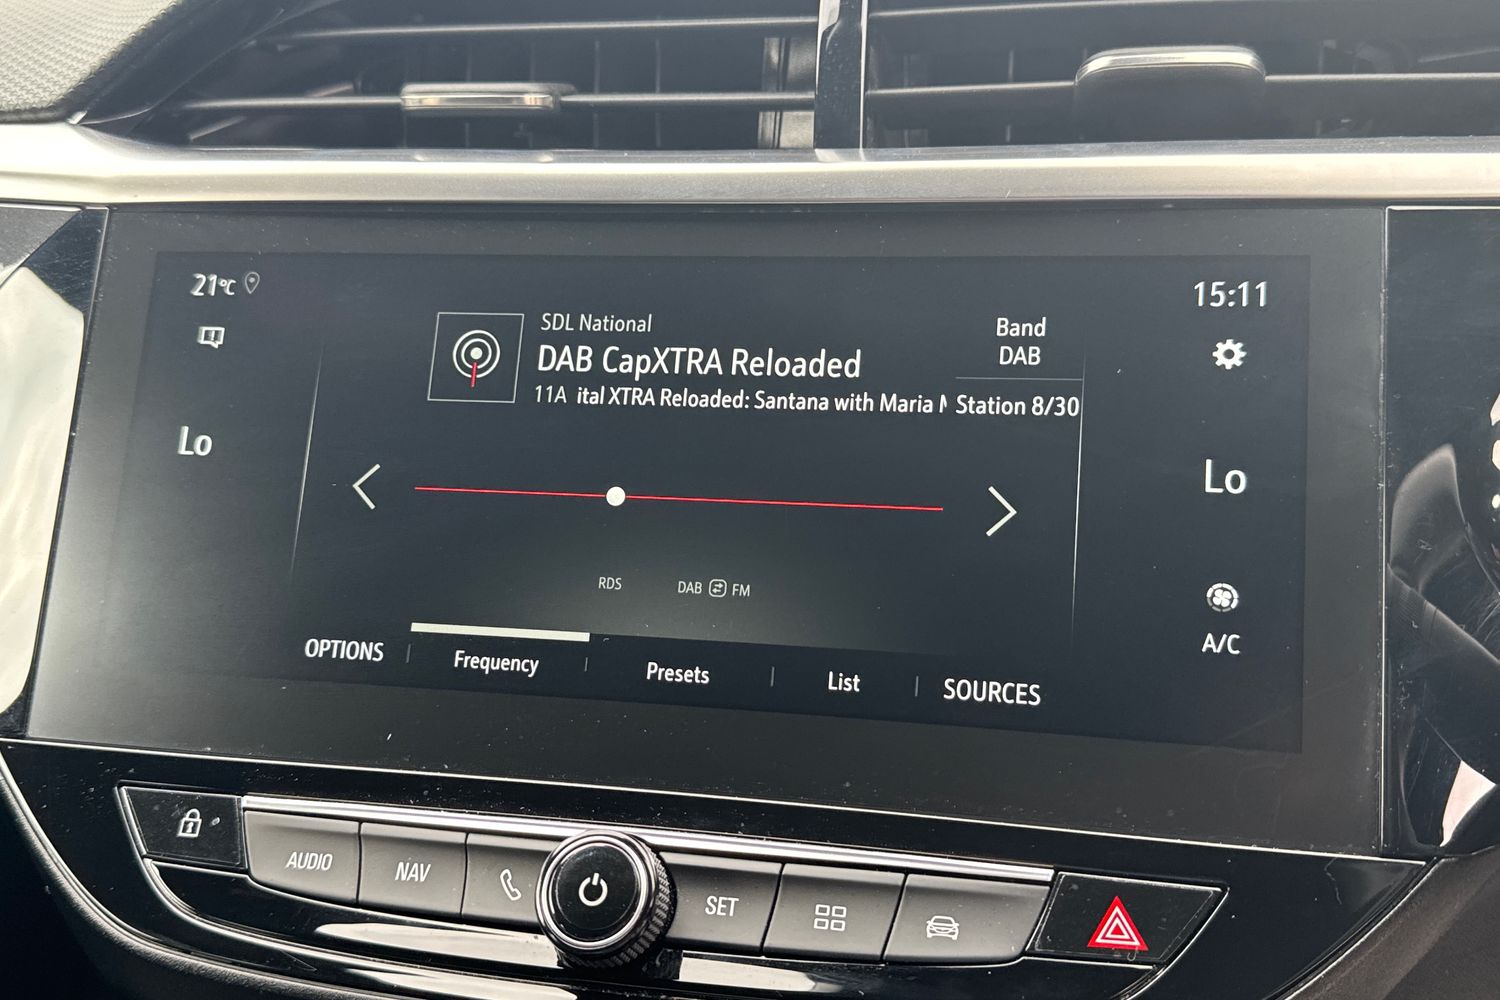 21°C
15:11
SDL National
DAB CapXTRA Reloaded
11A ital XTRA Reloaded: Santana with Maria
Band
DAB
Station 8/30
Lo
Lo
RDS
DAB FM
A/C
OPTIONS
Frequency
Presets
List
SOURCES
AUDIO
NAV
SET